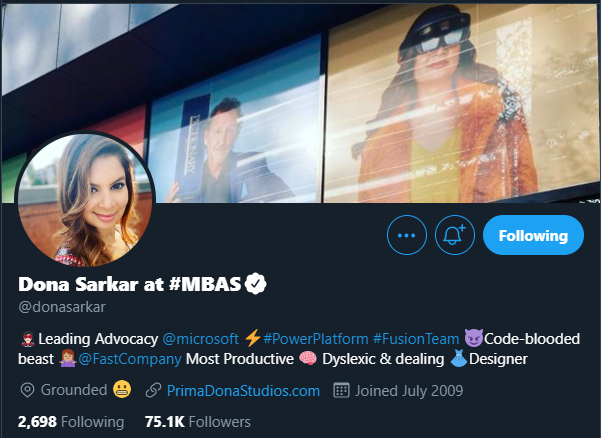 Following
Dona Sarkar at #MBAS
@donasarkar
Leading Advocacy @microsoft ⚡#PowerPlatform #FusionTeam 😈Code-blooded
beast 🙋🏽‍♀️@FastCompany Most Productive 🧠 Dyslexic & dealing 👗Designer
Grounded 😬 PrimaDonaStudios.com Joined July 2009
2,698 Following 75.1K Followers